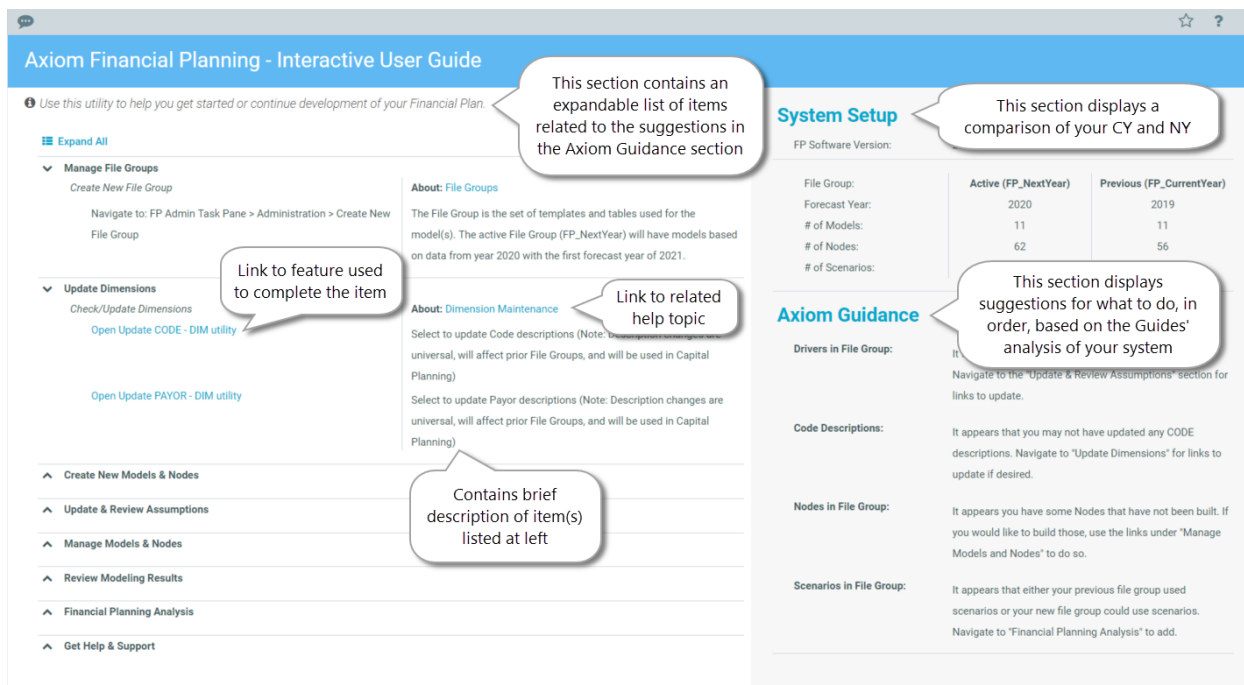 ?
Axiom Financial Planning - Interactive User Guide
Use this utility to help you get started or continue development of your Financial Plan.
This section contains an
expandable list of items
related to the suggestions in
the Axiom Guidance section
Expand All
Manage File Groups
Create New File Group
Navigate to: FP Admin Task Pane > Administration > Create New
File Group
About: File Groups
The File Group is the set of templates and tables used for the
model(s). The active File Group (FP_NextYear) will have models based
on data from year 2020 with the first forecast year of 2021.
Link to feature used
to complete the item
Update Dimensions
Check/Update Dimensions
Open Update CODE - DIM utility
About: Dimension Maintenance
Link to related
help topic
Select to update Code descriptions (Note: Description changes are
universal, will affect prior File Groups, and will be used in Capital
Planning)
Open Update PAYOR - DIM utility
Select to update Payor descriptions (Note: Description changes are
universal, will affect prior File Groups, and will be used in Capital
Planning)
Contains brief
description of item(s)
listed at left
Create New Models & Nodes
Update & Review Assumptions
Manage Models & Nodes
Review Modeling Results
Financial Planning Analysis
Get Help & Support
System Setup
This section displays a
comparison of your CY and NY
FP Software Version:
File Group: Active (FP_NextYear) Previous (FP_CurrentYear)
Forecast Year: 2020 2019
# of Models: 11 11
# of Nodes: 62 56
# of Scenarios:
This section displays
suggestions for what to do, in
order, based on the Guides'
analysis of your system
Axiom Guidance
Drivers in File Group: It
Navigate to the "Update & Review Assumptions" section for
links to update.
Code Descriptions: It appears that you may not have updated any CODE
descriptions. Navigate to "Update Dimensions" for links to
update if desired.
Nodes in File Group: It appears you have some Nodes that have not been built. If
you would like to build those, use the links under "Manage
Models and Nodes" to do so.
Scenarios in File Group: It appears that either your previous file group used
scenarios or your new file group could use scenarios.
Navigate to "Financial Planning Analysis" to add.